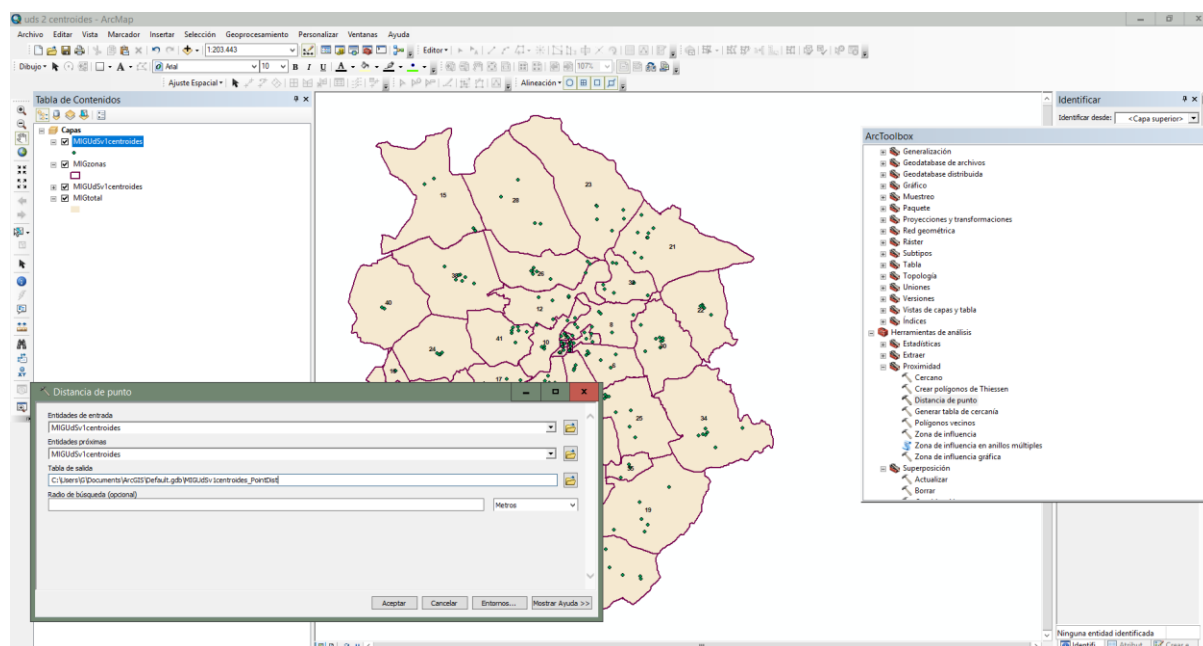 uds 2 centroides - ArcMap
Archivo Editar Vista Marcador Insertar Selección Geoprocesamiento Personalizar Ventanas Ayuda
1:203.443
Editor
Dibujo
Arial
10
B I U A
107%
Ajuste Espacial
Alineación
Tabla de Contenidos
Capas
MIGUdSv1centroides
MIGzonas
MIGUdSv1centroides
MIGtotal
Identificar
Identificar desde: <Capa superior>
ArcToolbox
Generalización
Geodatabase de archivos
Geodatabase distribuida
Gráfico
Muestreo
Paquete
Proyecciones y transformaciones
Red geométrica
Ráster
Subtipos
Tabla
Topología
Uniones
Versiones
Vistas de capas y tabla
Índices
Herramientas de análisis
Estadísticas
Extraer
Proximidad
Cercano
Crear polígonos de Thiessen
Distancia de punto
Generar tabla de cercanía
Polígonos vecinos
Zona de influencia
Zona de influencia en anillos múltiples
Zona de influencia gráfica
Superposición
Actualizar
Borrar
23
15
28
21
40
12
41
10
24
17
25
34
19
Distancia de punto
Entidades de entrada
MIGUdSv1centroides
Entidades próximas
MIGUdSv1centroides
Tabla de salida
C:\Users\G\Documents\ArcGIS\Default.gdb\MIGUdSv1centroides_PointDist
Radio de búsqueda (opcional)
Metros
Aceptar Cancelar Entornos... Mostrar Ayuda >>
Ninguna entidad identificada